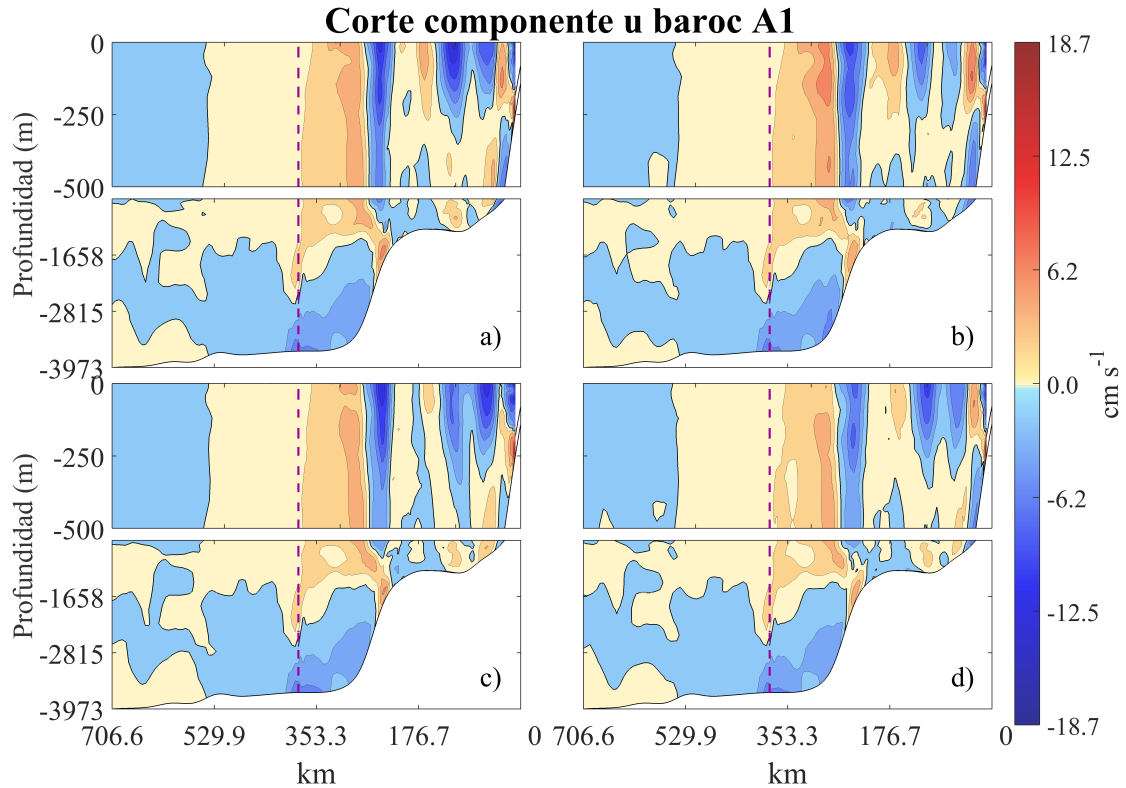 Corte componente u baroc A1
0
-250
-500
Profundidad (m)
-1658
-2815
-3973
a)
b)
0
-250
-500
Profundidad (m)
-1658
-2815
-3973
c)
d)
706.6 529.9 353.3 176.7 0
706.6 529.9 353.3 176.7 0
km
km
18.7
12.5
6.2
0.0
-6.2
-12.5
-18.7
cm s⁻¹